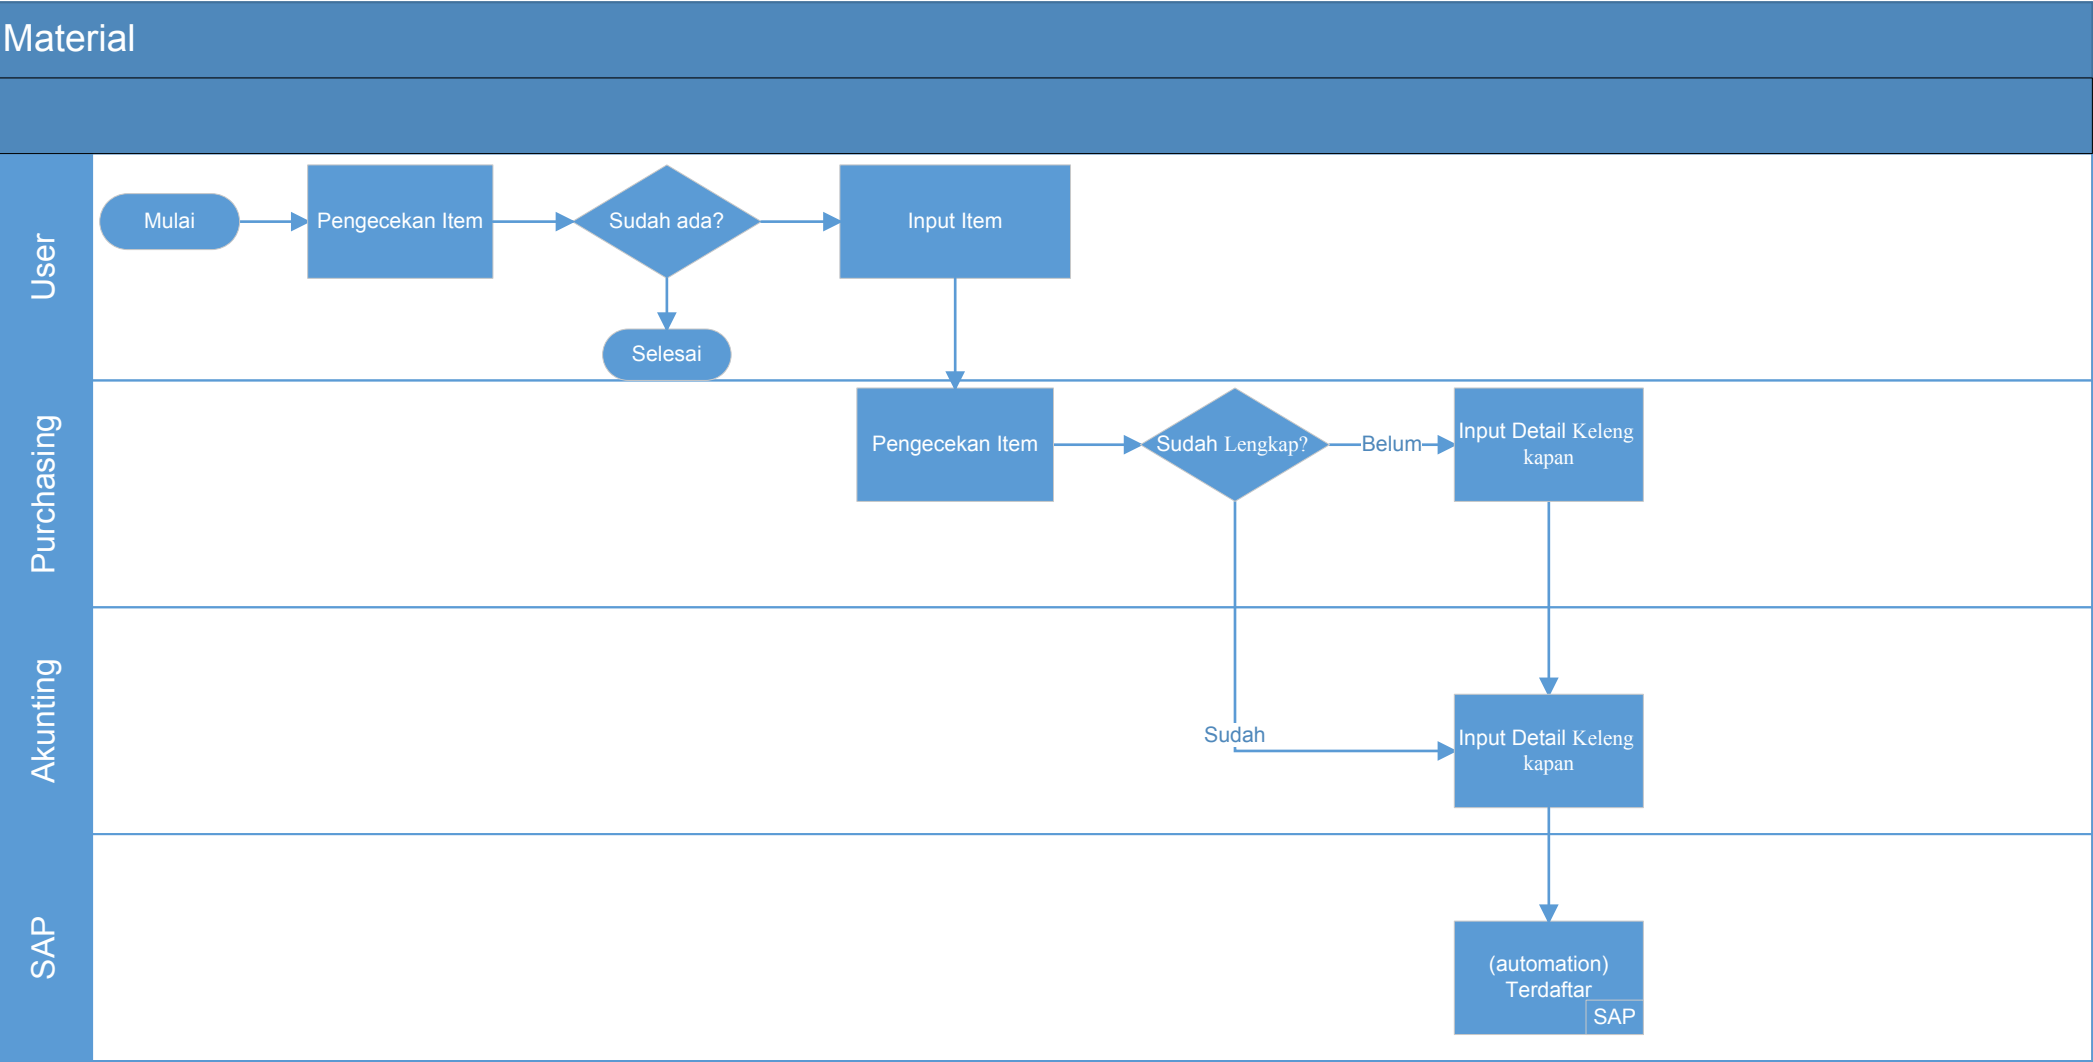 Material
User
Mulai
Pengecekan Item
Sudah ada?
Input Item
Selesai
Purchasing
Pengecekan Item
Sudah Lengkap?
Belum
Input Detail Keleng
kapan
Akunting
Sudah
Input Detail Keleng
kapan
SAP
(automation)
Terdaftar
SAP